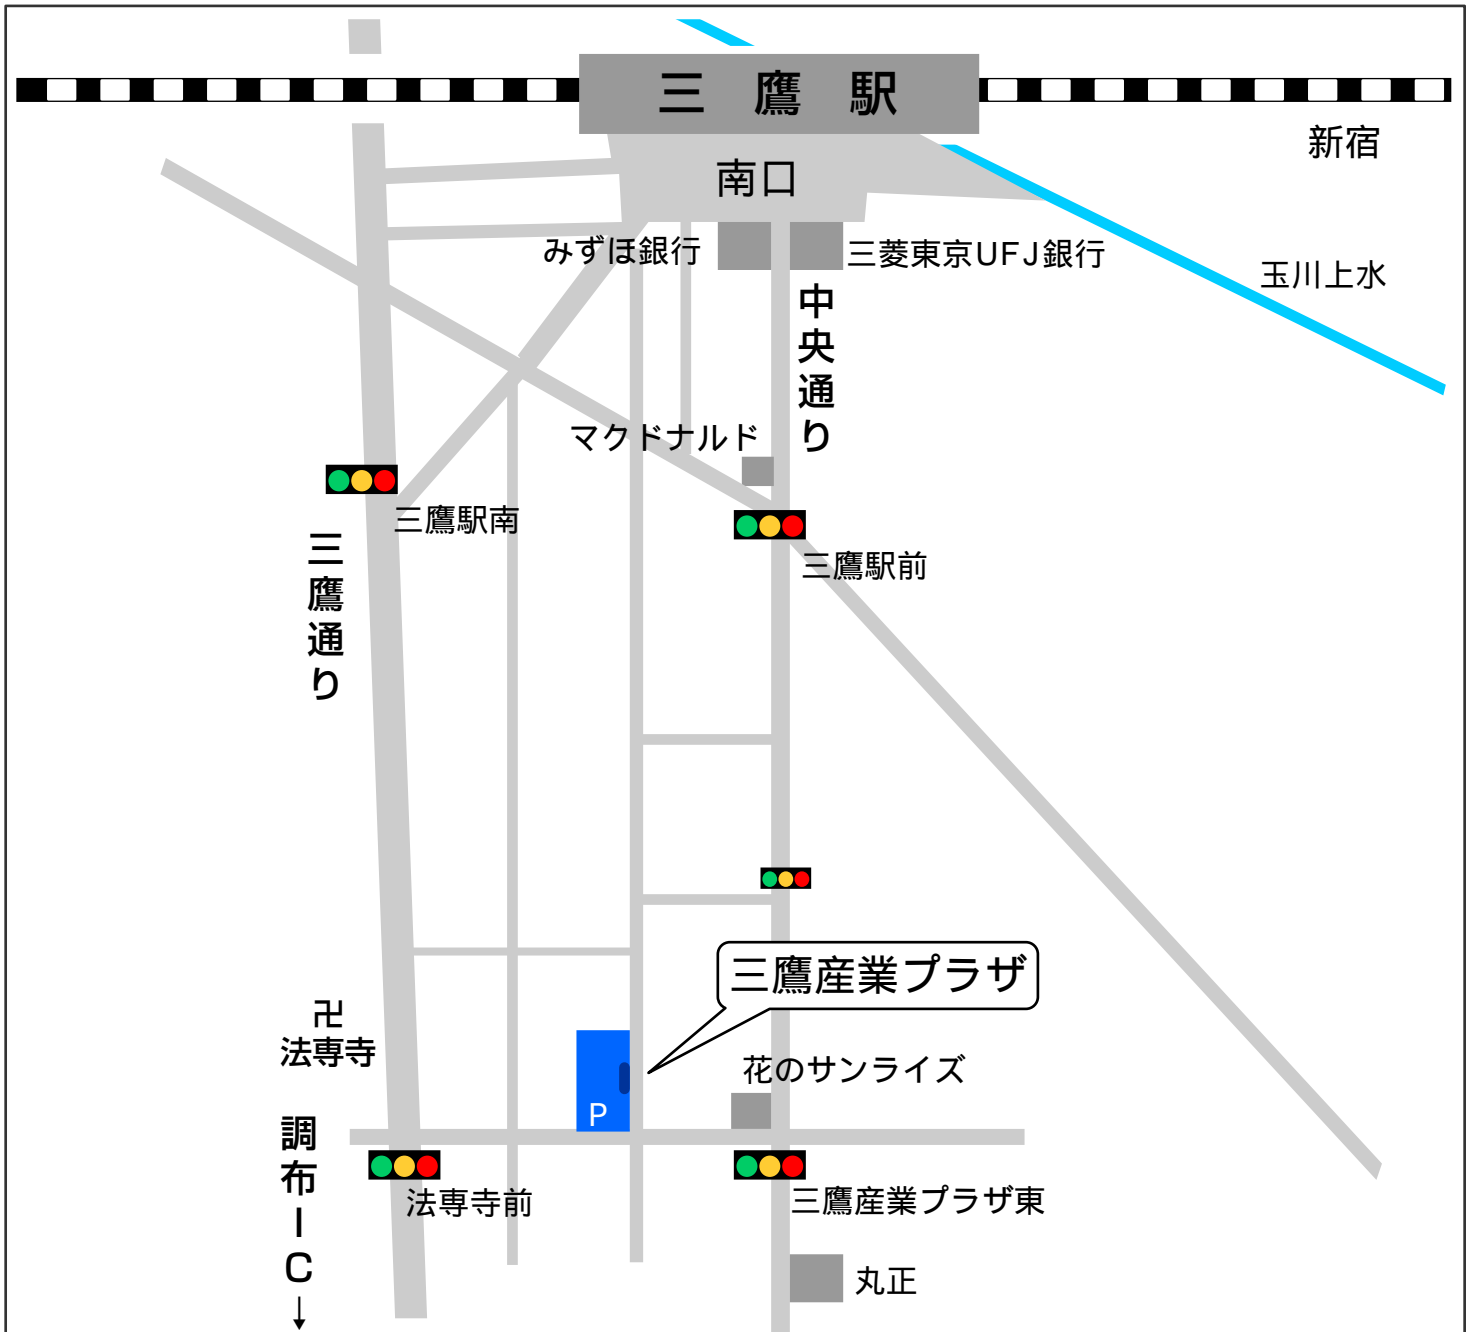 三鷹駅
新宿
南口
みずほ銀行
三菱東京UFJ銀行
玉川上水
中央通り
マクドナルド
三鷹駅南
三鷹駅前
三鷹通り
三鷹産業プラザ
卍
法専寺
花のサンライズ
P
調布IC↓
法専寺前
三鷹産業プラザ東
丸正